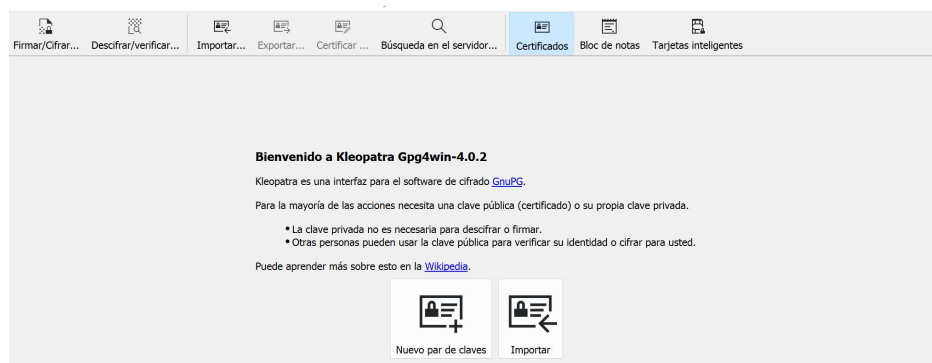 Firmar/Cifrar... Descifrar/verificar... Importar... Exportar... Certificar ... Búsqueda en el servidor... Certificados Bloc de notas Tarjetas inteligentes
Bienvenido a Kleopatra Gpg4win-4.0.2
Kleopatra es una interfaz para el software de cifrado GnuPG.
Para la mayoría de las acciones necesita una clave pública (certificado) o su propia clave privada.
• La clave privada no es necesaria para descifrar o firmar.
• Otras personas pueden usar la clave pública para verificar su identidad o cifrar para usted.
Puede aprender más sobre esto en la Wikipedia.
Nuevo par de claves Importar